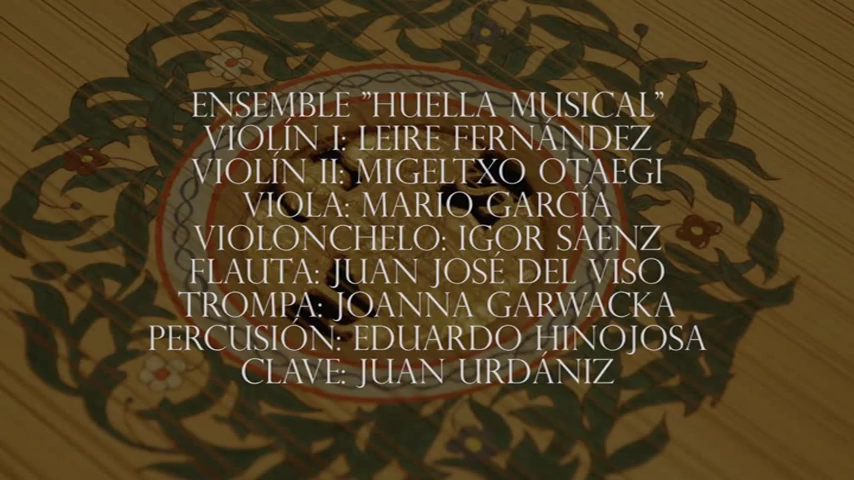 ENSEMBLE "HUELLA MUSICAL"
VIOLÍN I: LEIRE FERNÁNDEZ
VIOLÍN II: MIGELTXO OTAEGI
VIOLA: MARIO GARCÍA
VIOLONCHELO: IGOR SAENZ
FLAUTA: JUAN JOSÉ DEL VISO
TROMPA: JOANNA GARWACKA
PERCUSIÓN: EDUARDO HINOJOSA
CLAVE: JUAN URDÁNIZ